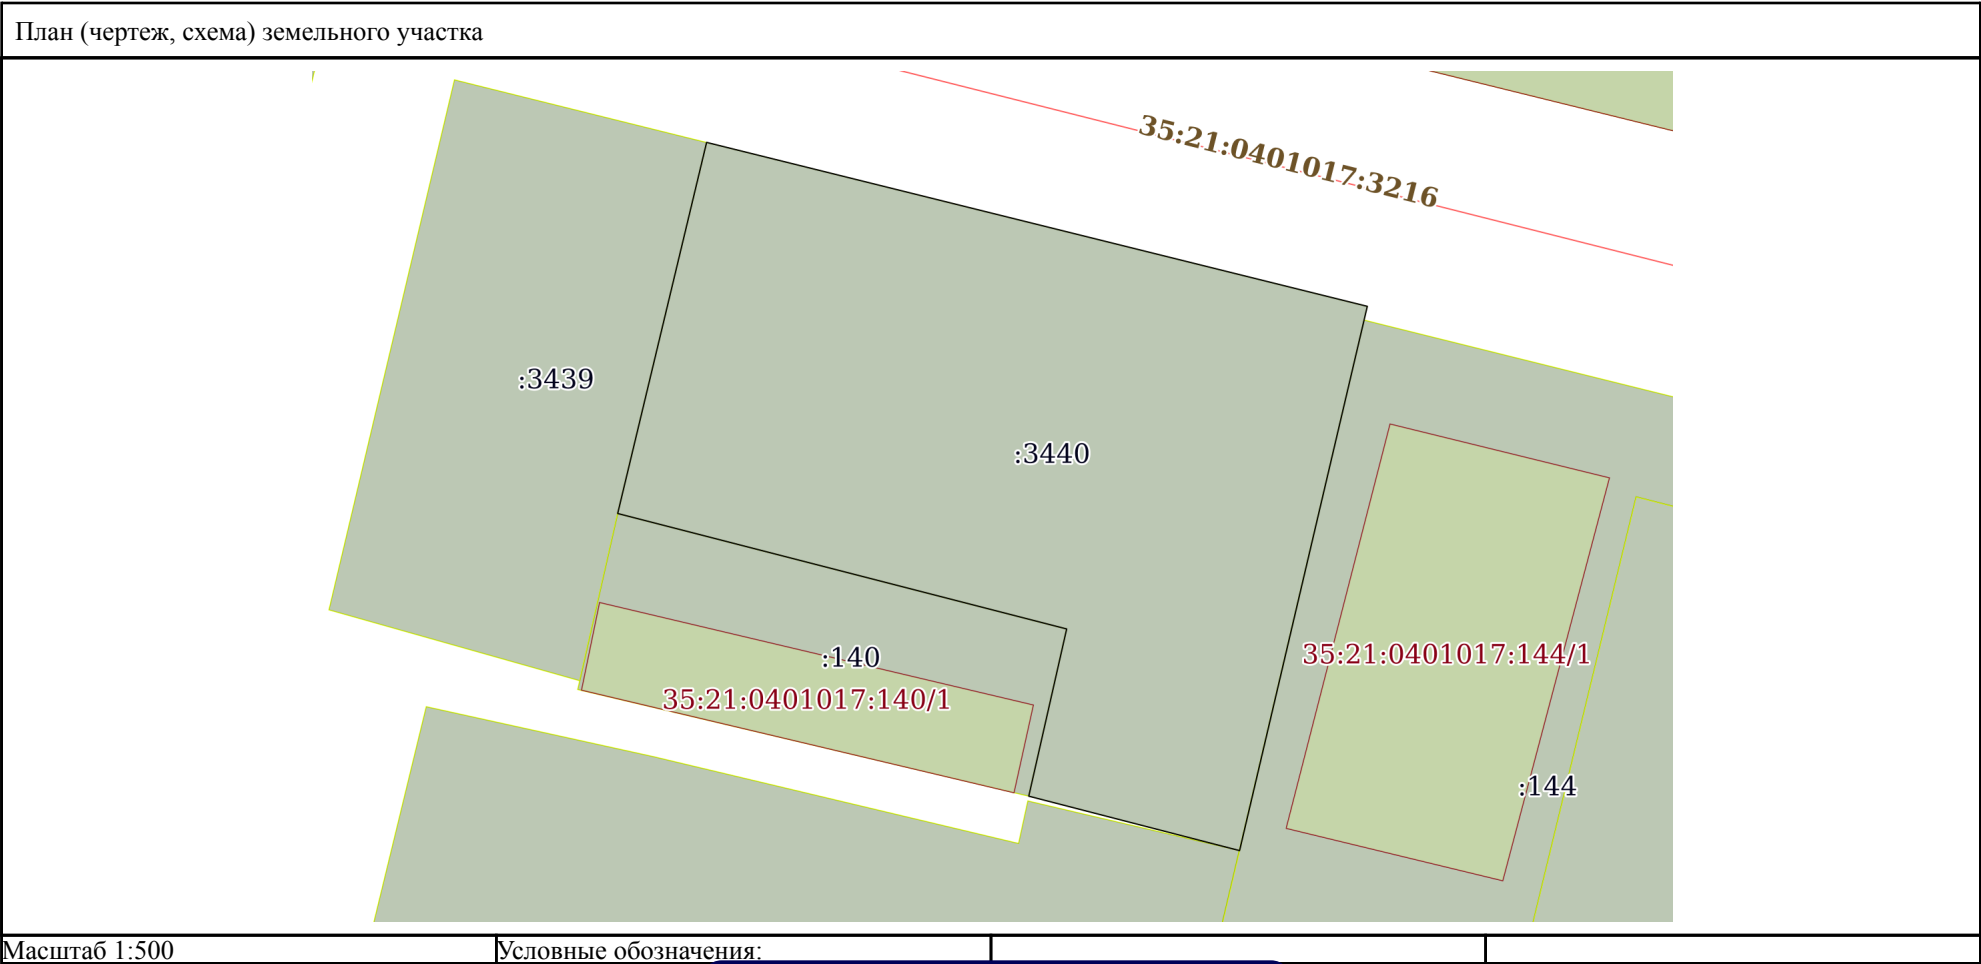 План (чертеж, схема) земельного участка
35:21:0401017:3216
:3439
:3440
:140
35:21:0401017:140/1
35:21:0401017:144/1
:144
Масштаб 1:500
Условные обозначения: